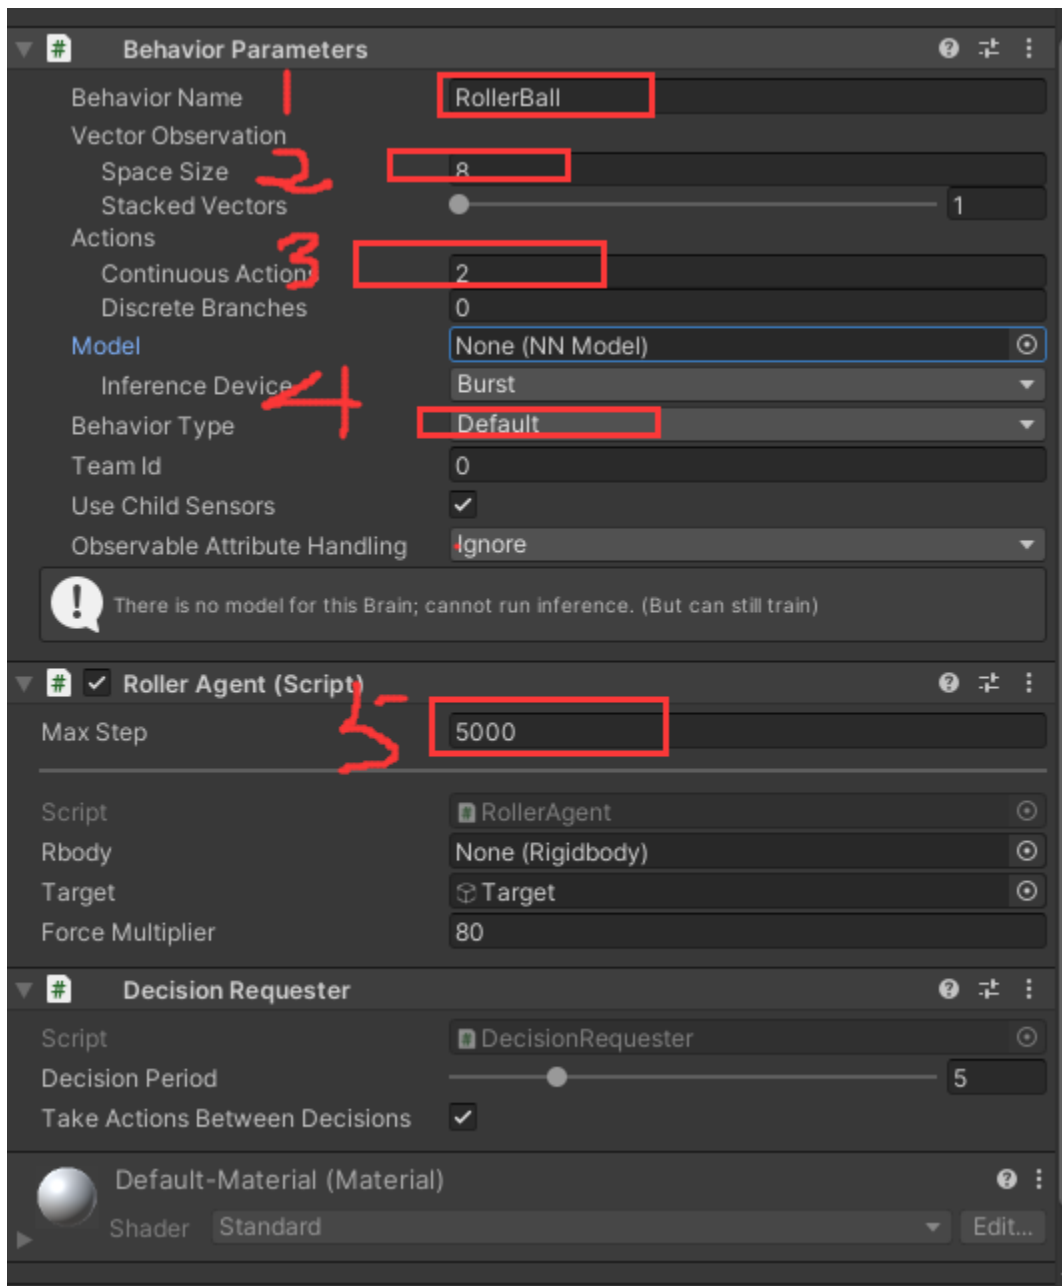 # Behavior Parameters
1
Behavior Name RollerBall
Vector Observation
2
Space Size 8
Stacked Vectors 1
Actions
3
Continuous Actions 2
Discrete Branches 0
Model None (NN Model)
Inference Device Burst
4
Behavior Type Default
Team Id 0
Use Child Sensors
Observable Attribute Handling Ignore
! There is no model for this Brain; cannot run inference. (But can still train)
# Roller Agent (Script)
5
Max Step 5000
Script # RollerAgent
Rbody None (Rigidbody)
Target Target
Force Multiplier 80
# Decision Requester
Script # DecisionRequester
Decision Period 5
Take Actions Between Decisions
Default-Material (Material)
Shader Standard Edit...